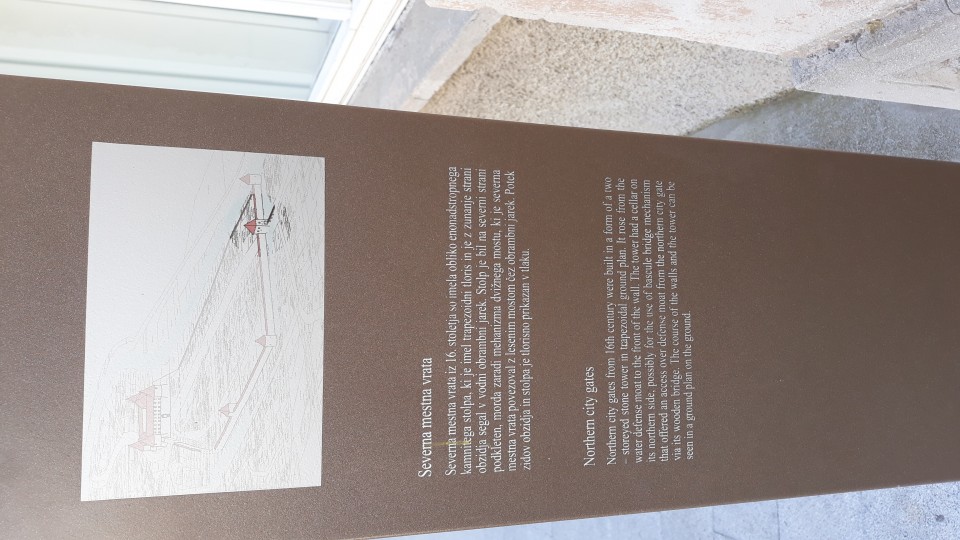 Severna mestna vrata
Severna mestna vrata iz 16. stoletja so imela obliko enonadstropnega
kamnitega stolpa, ki je imel trapezoidni tloris in je z zunanje strani
obzidja segal v vodni obrambni jarek. Stolp je bil na severni strani
podkleten, morda zaradi mehanizma dvižnega mostu, ki je severna
mestna vrata povezoval z lesenim mostom čez obrambni jarek. Potek
zidov obzidja in stolpa je tlorisno prikazan v tlaku.
Northern city gates
Northern city gates from 16th century were built in a form of a two
– storeyed stone tower in trapezoidal ground plan. It rose from the
water defense moat to the front of the wall. The tower had a cellar on
its northern side, possibly for the use of bascule bridge mechanism
that offered an access over defense moat from the northern city gate
via its wooden bridge. The course of the walls and the tower can be
seen in a ground plan on the ground.